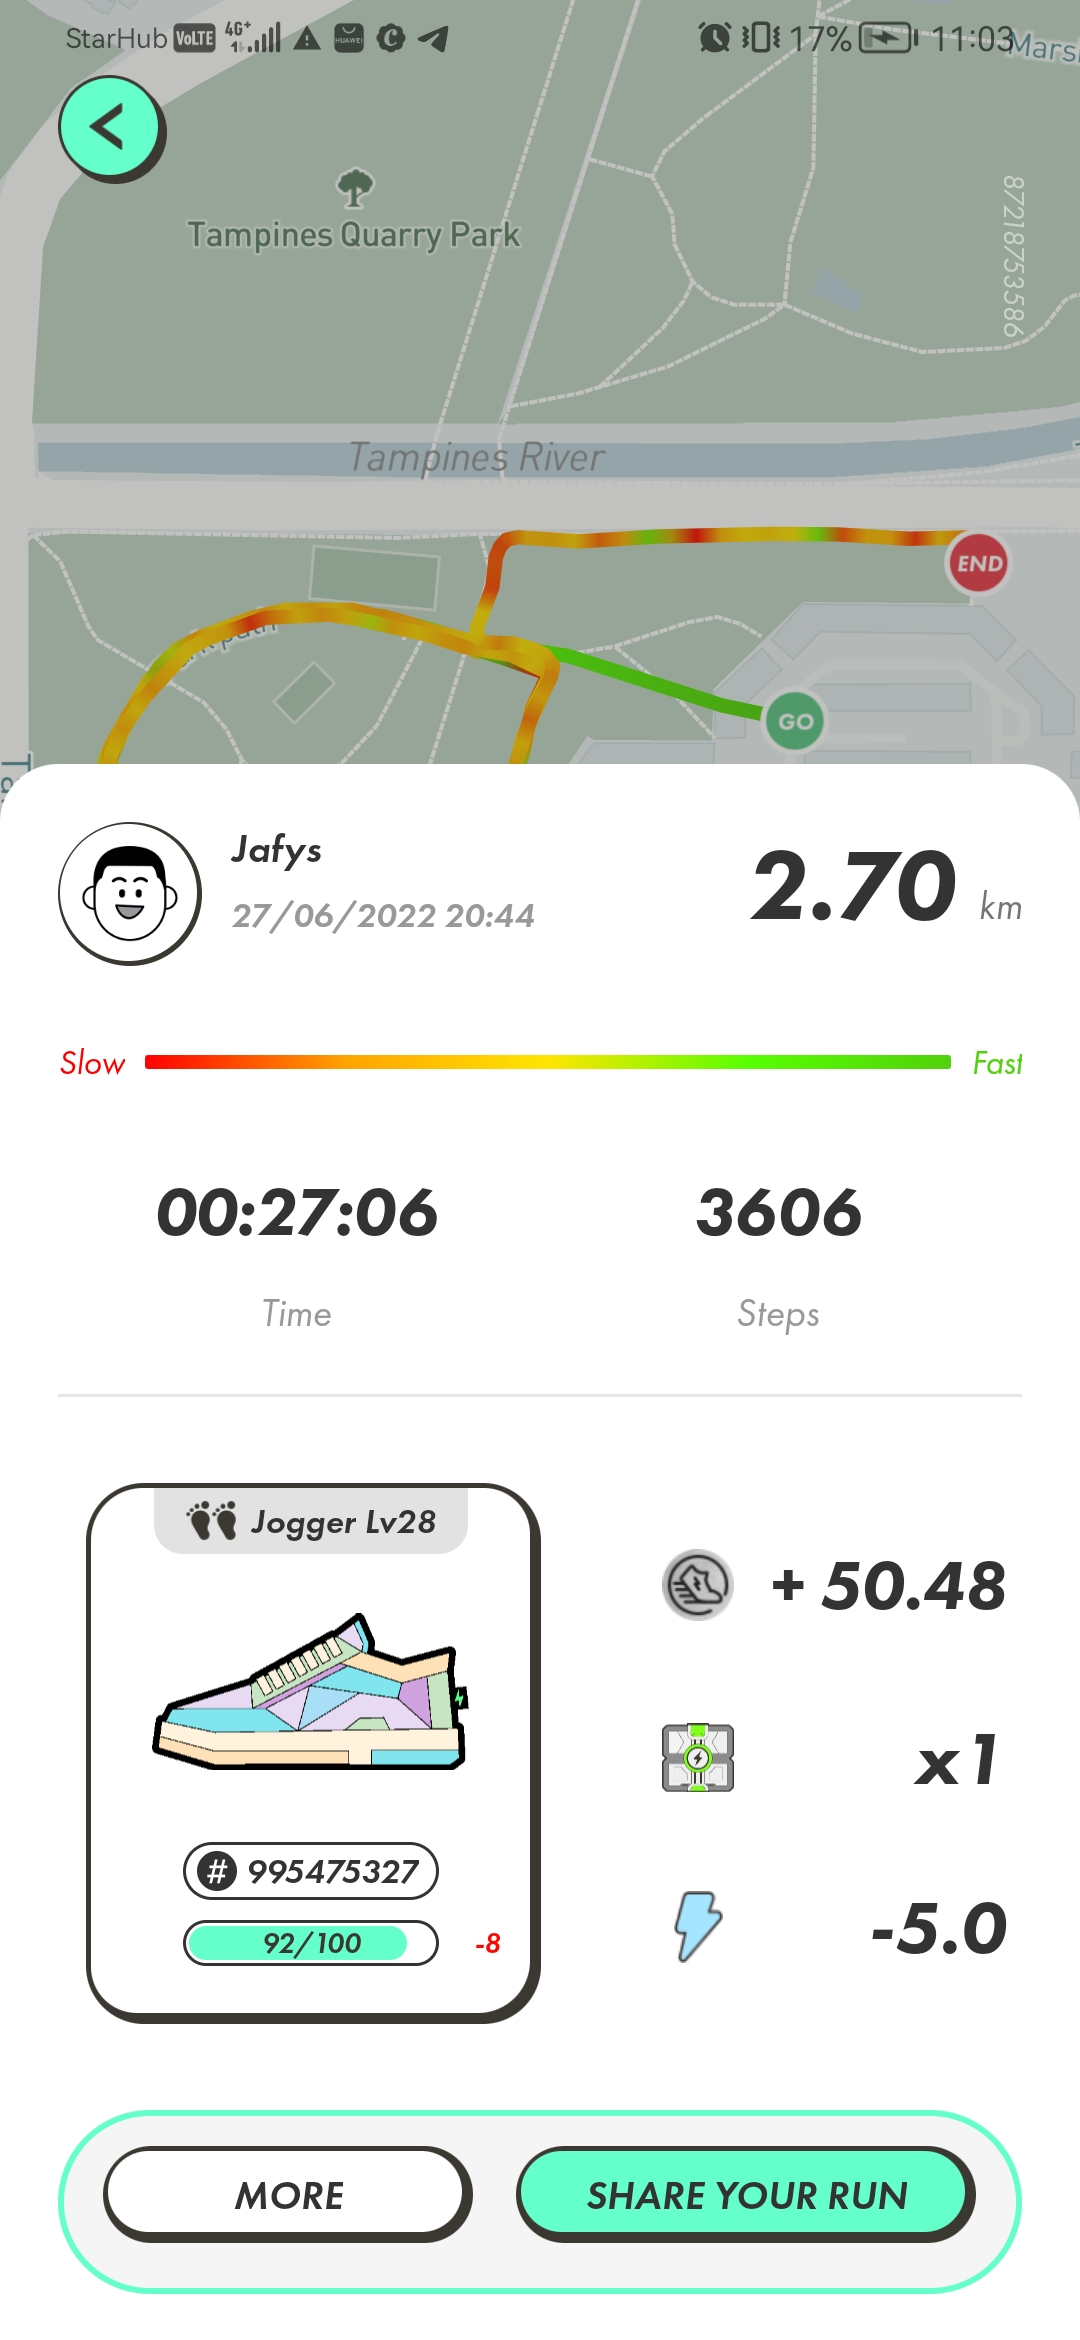 StarHub VoLTE 4G+ 17% 11:03
HUAWEI
Tampines Quarry Park
8721873586
Tampines River
END
GO
Jafys
27/06/2022 20:44
2.70 km
Slow
Fast
00:27:06
3606
Time
Steps
Jogger Lv28
# 995475327
92/100
-8
+ 50.48
x1
-5.0
MORE
SHARE YOUR RUN